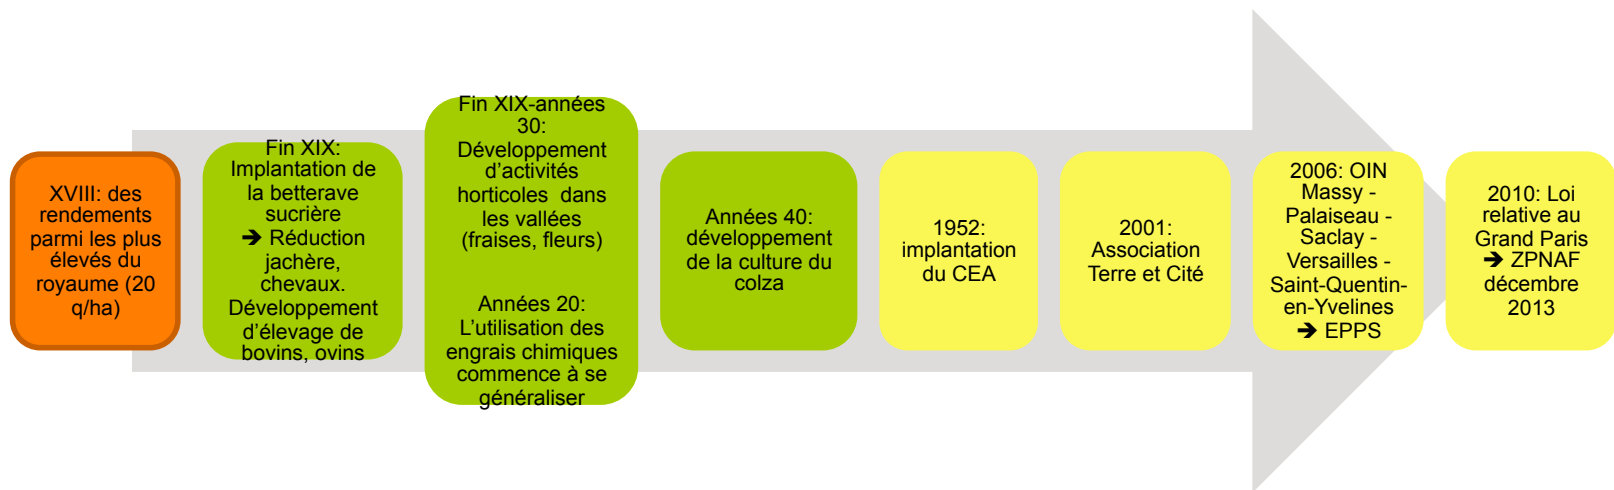 XVIII: des
rendements
parmi les plus
élevés du
royaume (20
q/ha)
Fin XIX:
Implantation de
la betterave
sucrière
➔ Réduction
jachère,
chevaux.
Développement
d’élevage de
bovins, ovins
Fin XIX-années
30:
Développement
d’activités
horticoles dans
les vallées
(fraises, fleurs)
Années 20:
L’utilisation des
engrais chimiques
commence à se
généraliser
Années 40:
développement
de la culture du
colza
1952:
implantation
du CEA
2001:
Association
Terre et Cité
2006: OIN
Massy -
Palaiseau -
Saclay -
Versailles -
Saint-Quentin-
en-Yvelines
➔ EPPS
2010: Loi
relative au
Grand Paris
➔ ZPNAF
décembre
2013